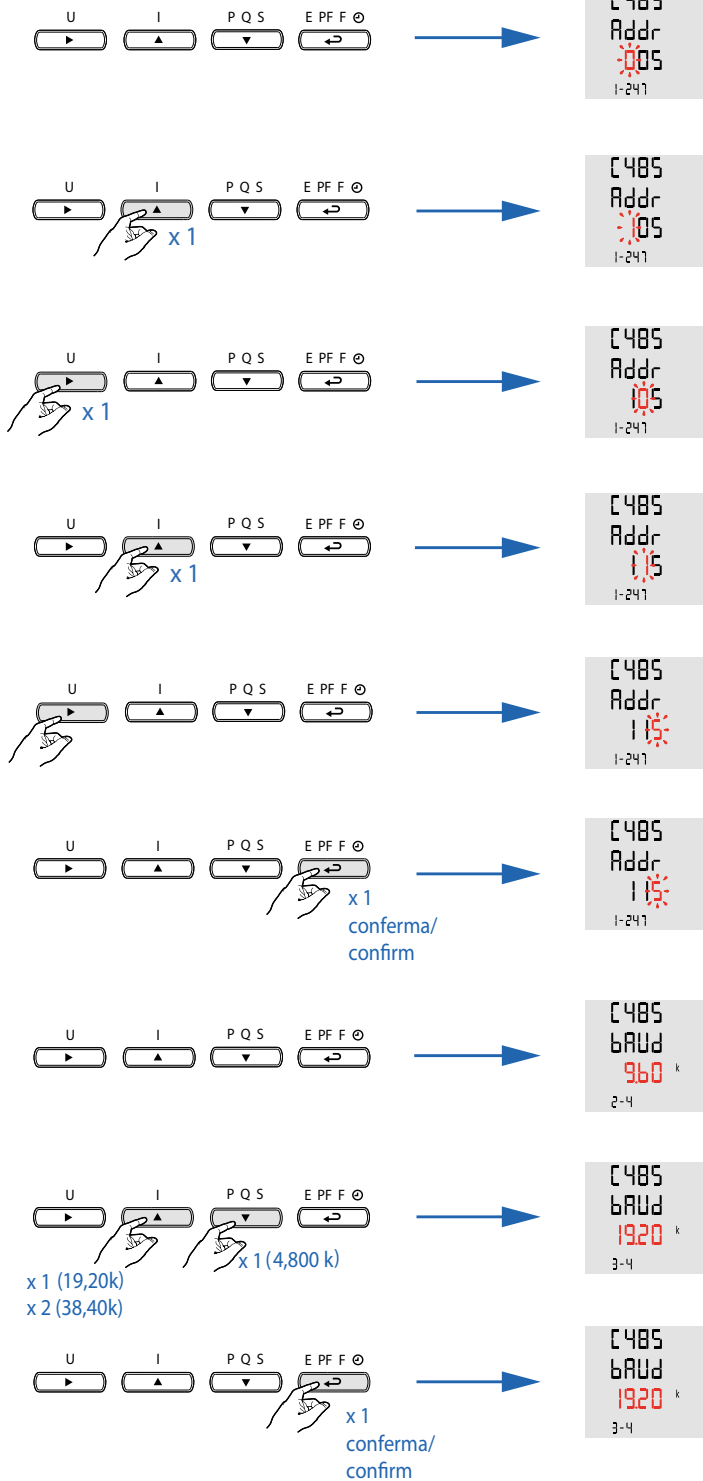 U I P Q S E PF F
C485
Addr
005
1-247
U I P Q S E PF F
x 1
C485
Addr
105
1-247
U I P Q S E PF F
x 1
C485
Addr
105
1-247
U I P Q S E PF F
x 1
C485
Addr
115
1-247
U I P Q S E PF F
C485
Addr
115
1-247
U I P Q S E PF F
x 1
conferma/
confirm
C485
Addr
115
1-247
U I P Q S E PF F
C485
bAUd
9.60 k
2-4
U I P Q S E PF F
x 1 (4,800 k)
x 1 (19,20k)
x 2 (38,40k)
C485
bAUd
19.20 k
3-4
U I P Q S E PF F
x 1
conferma/
confirm
C485
bAUd
19.20 k
3-4